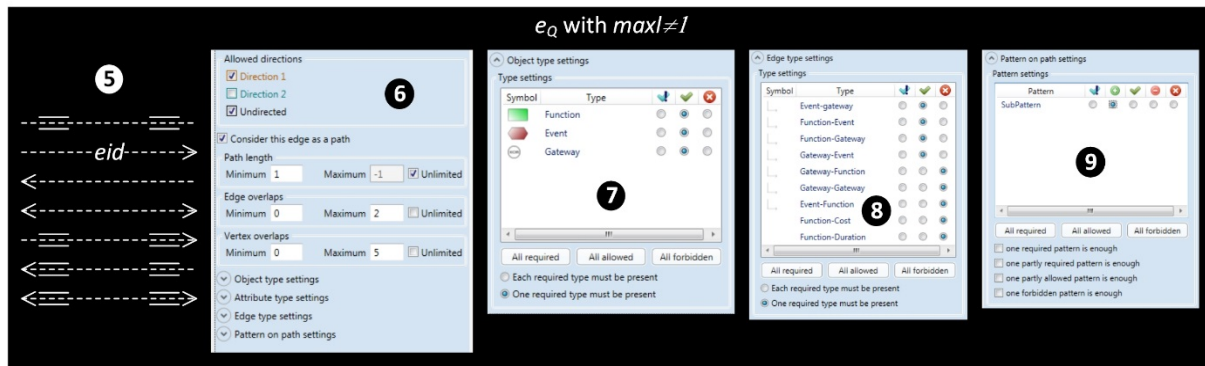 e_Q with maxl≠1
5
eid
Allowed directions
Direction 1
6
Direction 2
Undirected
Consider this edge as a path
Path length
Minimum 1 Maximum -1 Unlimited
Edge overlaps
Minimum 0 Maximum 2 Unlimited
Vertex overlaps
Minimum 0 Maximum 5 Unlimited
Object type settings
Attribute type settings
Edge type settings
Pattern on path settings
Object type settings
Type settings
Symbol Type
Function
Event
Gateway
7
All required All allowed All forbidden
Each required type must be present
One required type must be present
Edge type settings
Type settings
Symbol Type
Event-gateway
Function-Event
Function-Gateway
Gateway-Event
Gateway-Function
Gateway-Gateway
Event-Function
8
Function-Cost
Function-Duration
All required All allowed All forbidden
Each required type must be present
One required type must be present
Pattern on path settings
Pattern settings
Pattern
SubPattern
9
All required All allowed All forbidden
one required pattern is enough
one partly required pattern is enough
one partly allowed pattern is enough
one forbidden pattern is enough